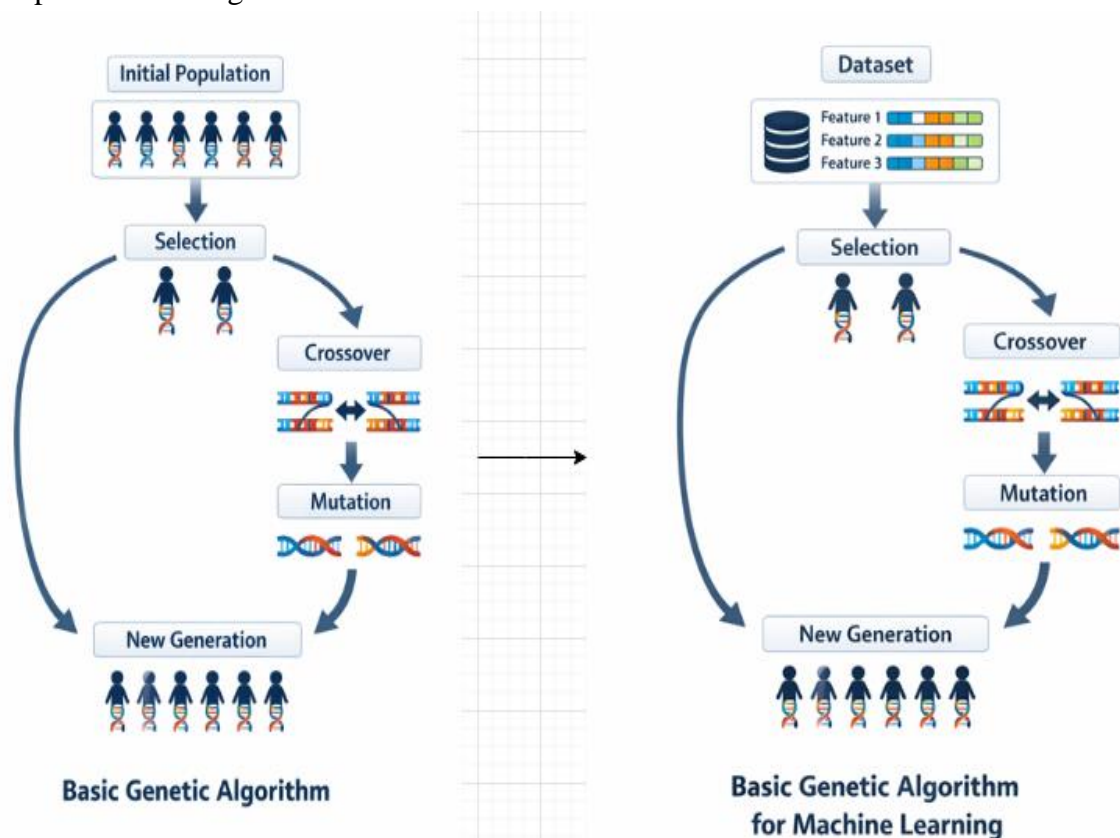 Initial Population
Selection
Crossover
Mutation
New Generation
Basic Genetic Algorithm
Dataset
Feature 1
Feature 2
Feature 3
Selection
Crossover
Mutation
New Generation
Basic Genetic Algorithm
for Machine Learning